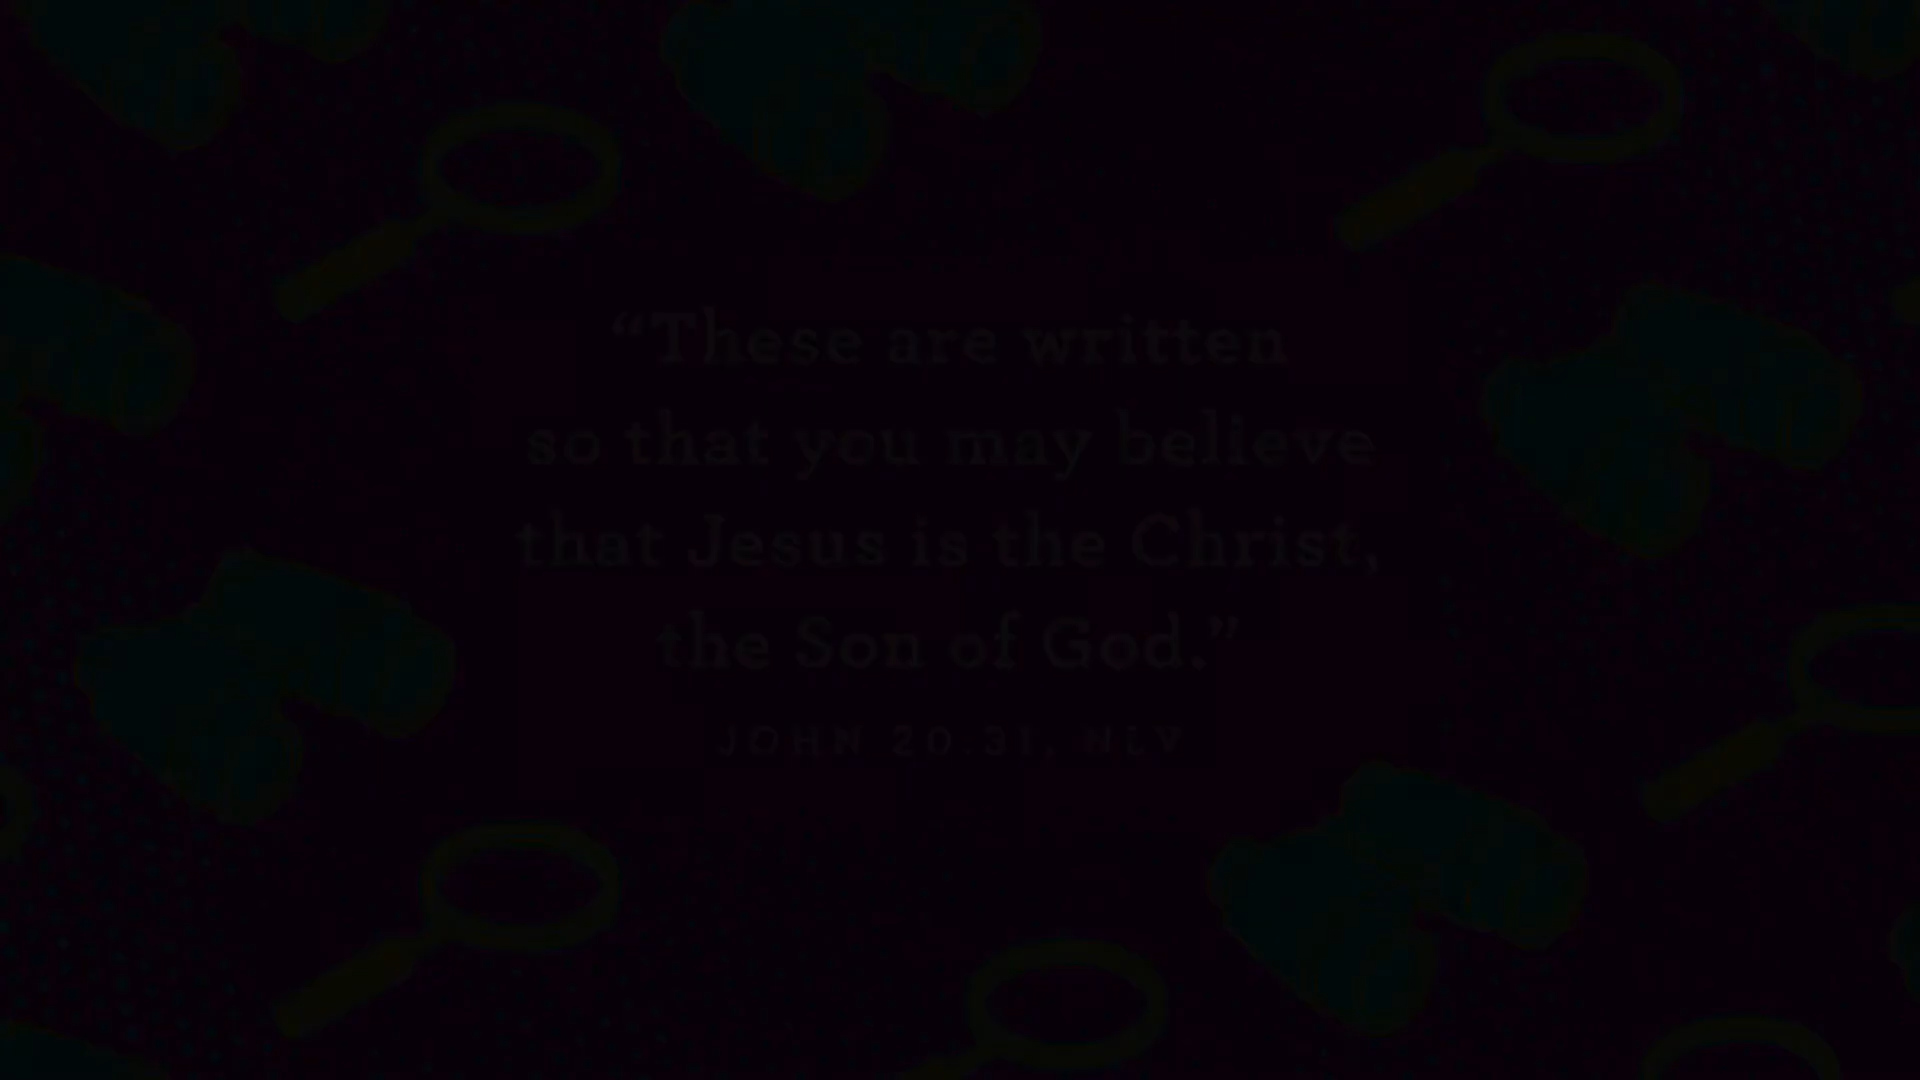 “These are written
so that you may believe
that Jesus is the Christ,
the Son of God.”
JOHN 20:31, NLV